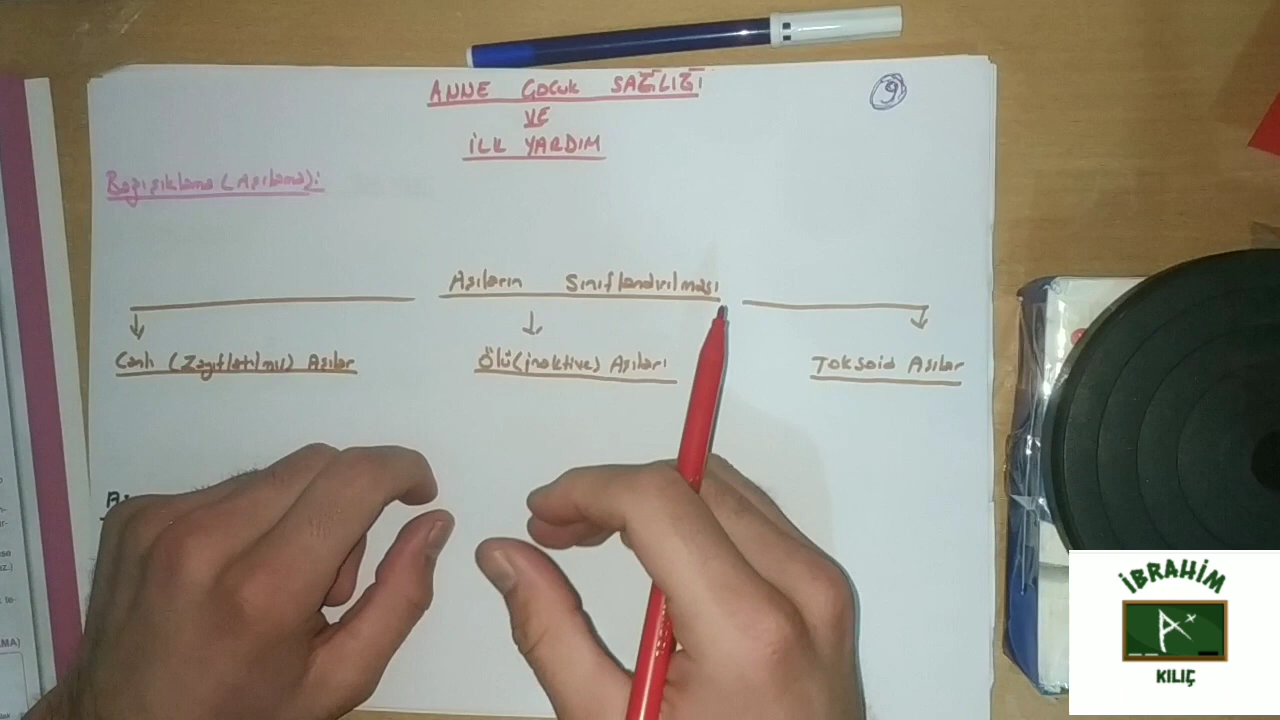 ANNE ÇOCUK SAĞLIĞI
9
VE
İLK YARDIM
Bağışıklama (Aşılama):
Aşıların Sınıflandırılması
Canlı (Zayıflatılmış) Aşılar
Ölü (inaktive) Aşıları
Toksoid Aşılar
MA)
İBRAHİM
A+
KILIÇ